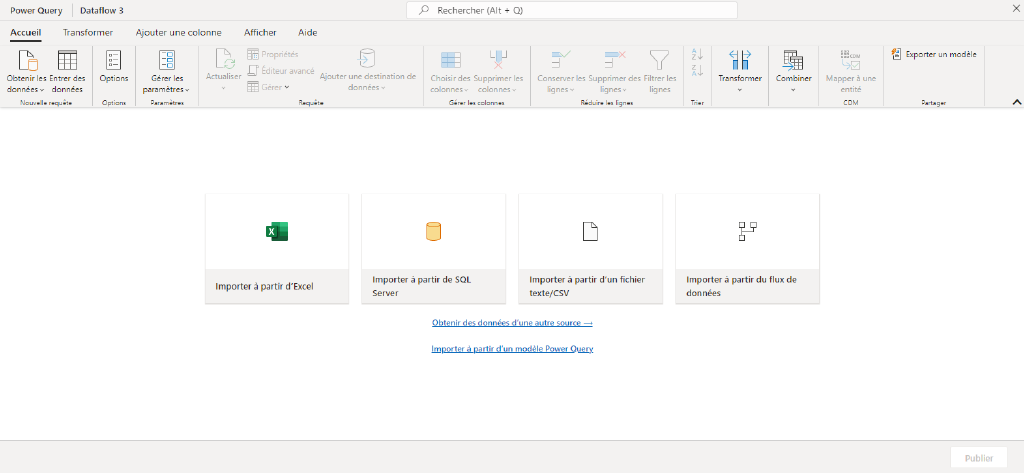 Power Query
Dataflow 3
Rechercher (Alt + Q)
Accueil
Transformer
Ajouter une colonne
Afficher
Aide
Obtenir les données
Entrer des données
Options
Gérer les paramètres
Actualiser
Propriétés
Éditeur avancé
Gérer
Ajouter une destination de données
Choisir des colonnes
Supprimer les colonnes
Conserver les lignes
Supprimer des lignes
Filtrer les lignes
Transformer
Combiner
Mapper à une entité
Exporter un modèle
Nouvelle requête
Options
Paramètres
Requête
Gérer les colonnes
Réduire les lignes
Trier
CDM
Partager
Importer à partir d'Excel
Importer à partir de SQL
Server
Importer à partir d'un fichier
texte/CSV
Importer à partir du flux de
données
Obtenir des données d'une autre source →
Importer à partir d'un modèle Power Query
Publier